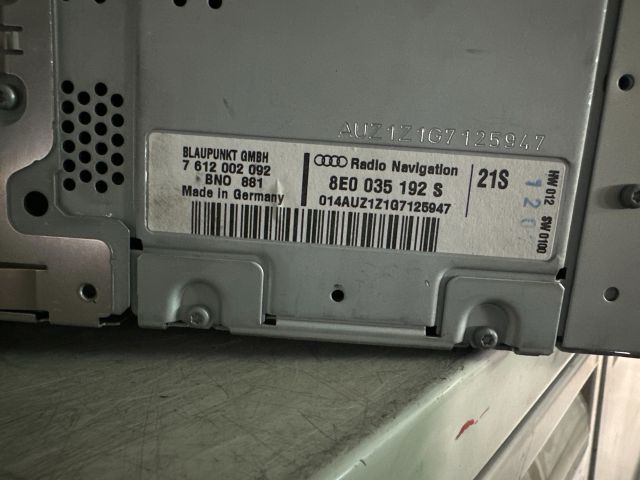 AUZ1Z1G7125947
BLAUPUNKT GMBH
7 612 002 092
BNO 881
Made in Germany
Radio Navigation
8E0 035 192 S
014AUZ1Z1G7125947
21S
HW 012 SW 0100
120